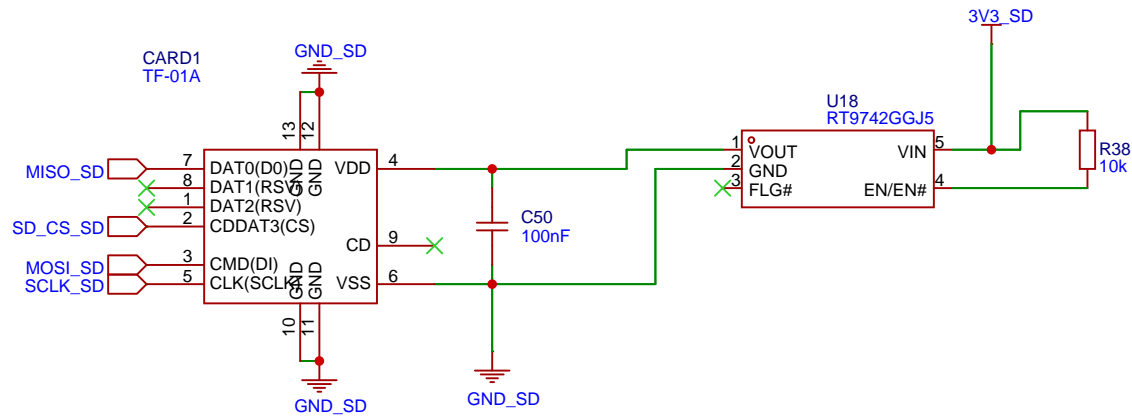 3V3_SD
GND_SD
CARD1
TF-01A
U18
RT9742GGJ5
13
12
GND
GND
1
VOUT
VIN
5
2
GND
3
FLG#
EN/EN#
4
R38
10k
MISO_SD
7
DAT0(D0)
VDD
4
8
DAT1(RSV)
1
DAT2(RSV)
SD_CS_SD
2
CDDAT3(CS)
C50
100nF
CD
9
MOSI_SD
3
CMD(DI)
SCLK_SD
5
CLK(SCLK)
VSS
6
GND
GND
10
11
GND_SD
GND_SD